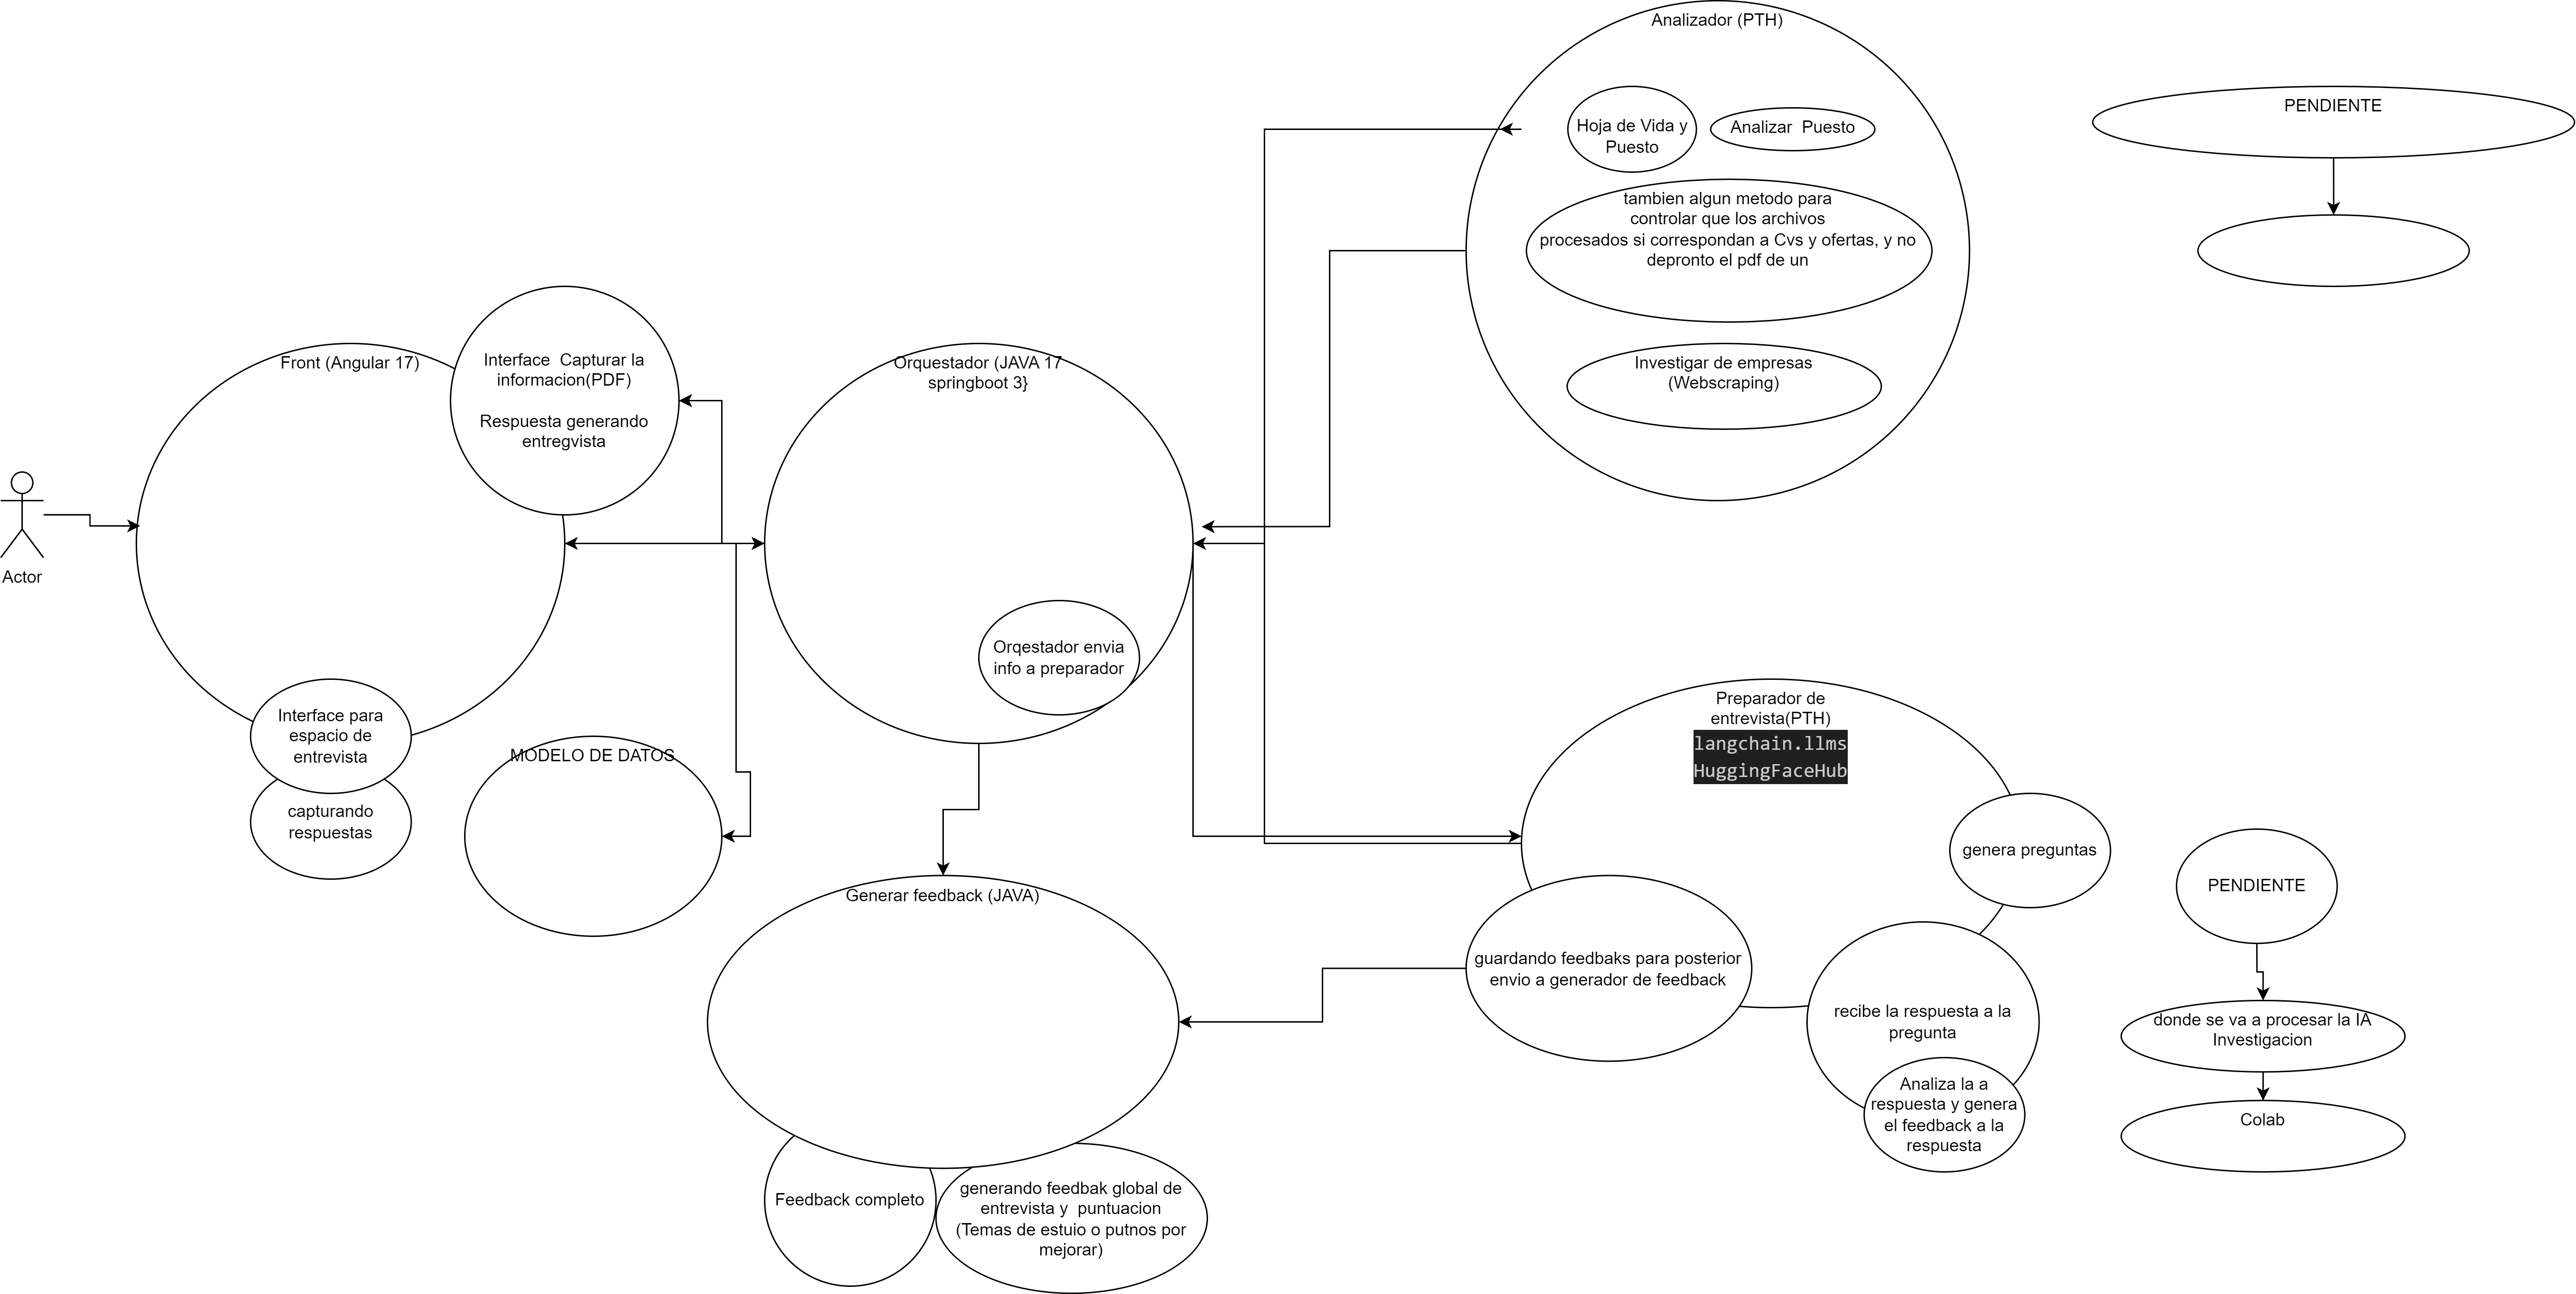 Analizador (PTH)
Hoja de Vida y
Puesto
Analizar  Puesto
tambien algun metodo para
controlar que los archivos
procesados si correspondan a Cvs y ofertas, y no
depronto el pdf de un
Investigar de empresas
(Webscraping)
PENDIENTE
Front (Angular 17)
Interface  Capturar la
informacion(PDF)
Respuesta generando
entregvista
Orquestador (JAVA 17
springboot 3}
Actor
Orqestador envia
info a preparador
Interface para
espacio de
entrevista
capturando
respuestas
MODELO DE DATOS
Preparador de
entrevista(PTH)
langchain.llms
HuggingFaceHub
genera preguntas
PENDIENTE
Generar feedback (JAVA)
guardando feedbaks para posterior
envio a generador de feedback
recibe la respuesta a la
pregunta
Analiza la a
respuesta y genera
el feedback a la
respuesta
donde se va a procesar la IA
Investigacion
Colab
Feedback completo
generando feedbak global de
entrevista y  puntuacion
(Temas de estuio o putnos por
mejorar)